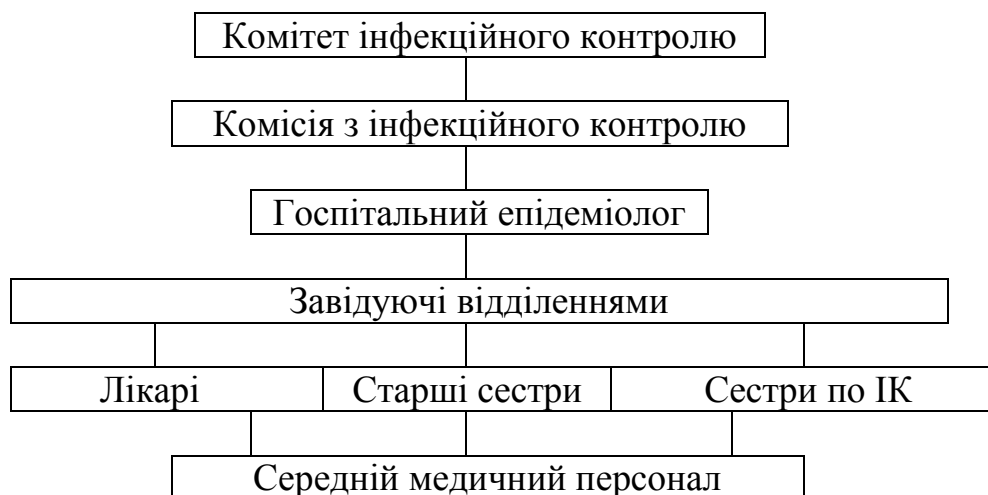 Комітет інфекційного контролю
Комісія з інфекційного контролю
Госпітальний епідеміолог
Завідуючі відділеннями
Лікарі Старші сестри Сестри по ІК
Середній медичний персонал